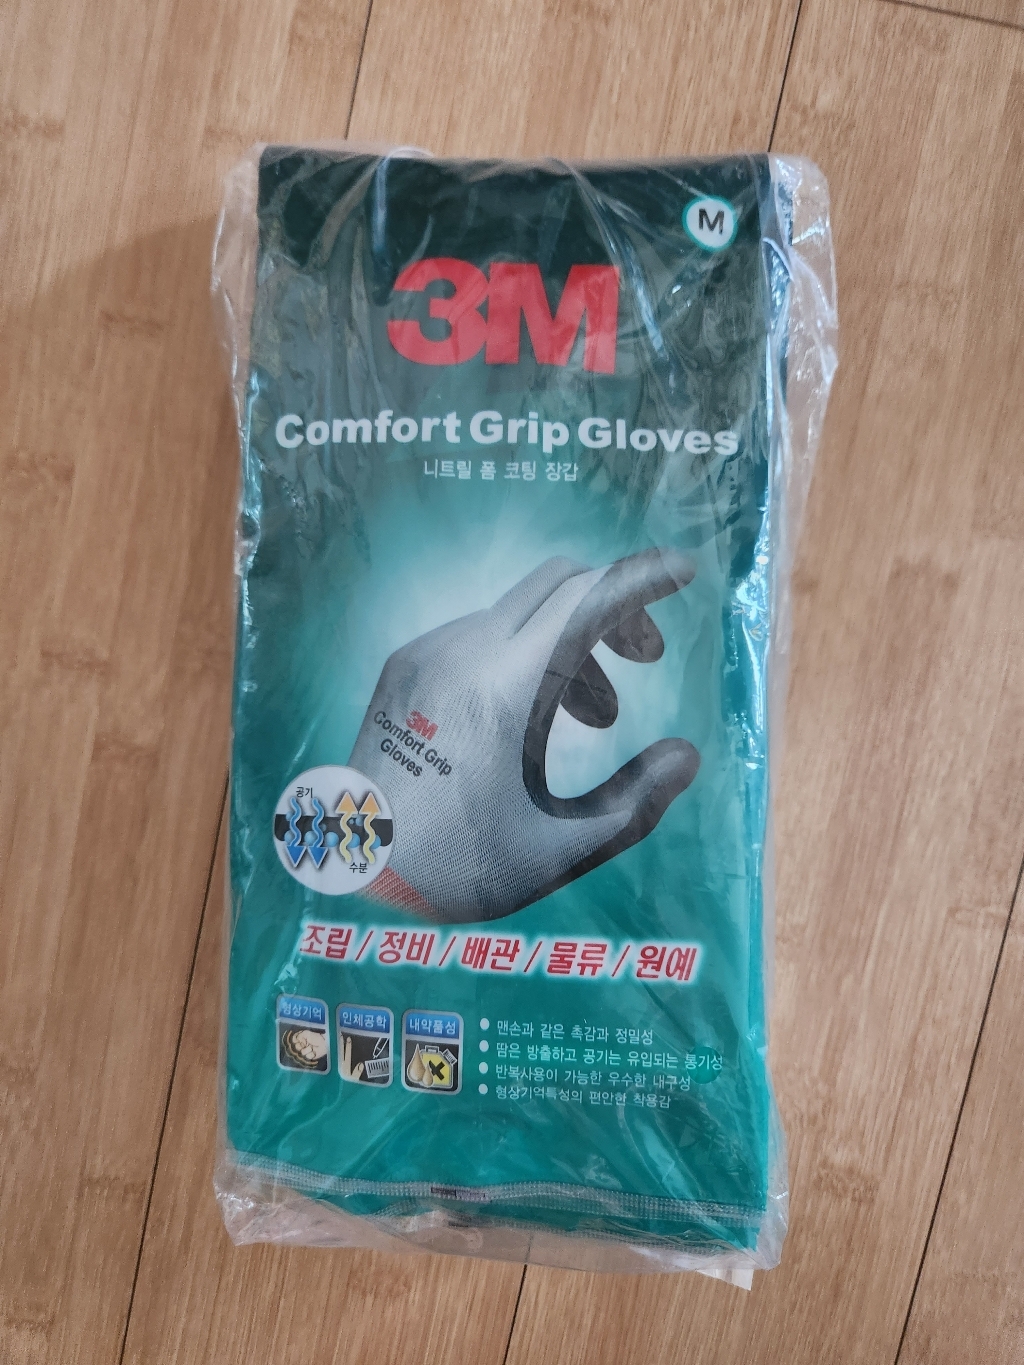 M
3M
Comfort Grip Gloves
니트릴 폼 코팅 장갑
3M
Comfort Grip
Gloves
공기
수분
조립 / 정비 / 배관 / 물류 / 원예
형상기억 인체공학 내약품성
맨손과 같은 촉감과 정밀성
땀은 방출하고 공기는 유입되는 통기성
반복사용이 가능한 우수한 내구성
형상기억특성의 편안한 착용감